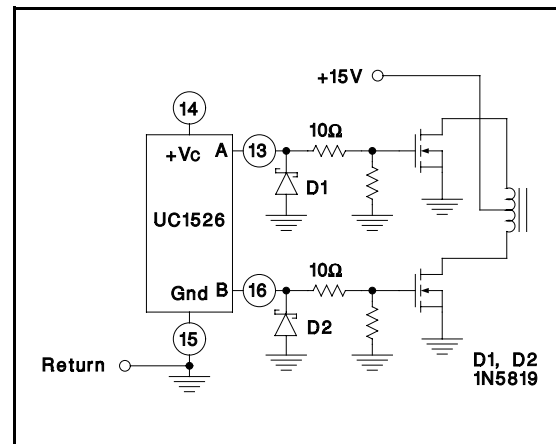 +15V
14
+Vc
A
13
10Ω
D1
UC1526
10Ω
B
16
Gnd
D2
15
Return
D1, D2
1N5819